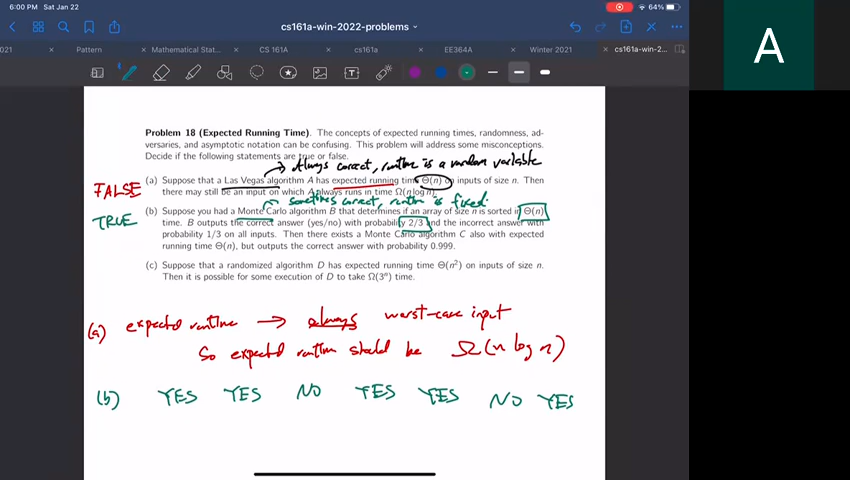 6:00 PM Sat Jan 22
64%
cs161a-win-2022-problems
2021
Pattern
Mathematical Stat...
CS 161A
cs161a
EE364A
Winter 2021
cs161a-win-20...
A
Problem 18 (Expected Running Time). The concepts of expected running times, randomness, ad-
versaries, and asymptotic notation can be confusing. This problem will address some misconceptions.
Decide if the following statements are true or false.
→ Always correct, runtime is a random variable
(a) Suppose that a Las Vegas algorithm A has expected running time Θ(n) on inputs of size n. Then
FALSE
there may still be an input on which A always runs in time Ω(n log n).
→ sometimes correct, runtime is fixed.
TRUE
(b) Suppose you had a Monte Carlo algorithm B that determines if an array of size n is sorted in Θ(n)
time. B outputs the correct answer (yes/no) with probability 2/3 and the incorrect answer with
probability 1/3 on all inputs. Then there exists a Monte Carlo algorithm C also with expected
running time Θ(n), but outputs the correct answer with probability 0.999.
(c) Suppose that a randomized algorithm D has expected running time Θ(n²) on inputs of size n.
Then it is possible for some execution of D to take Ω(3ⁿ) time.
(a) expected runtime → always worst-case input
So expected runtime should be Ω(n log n)
(b) YES YES NO YES YES NO YES